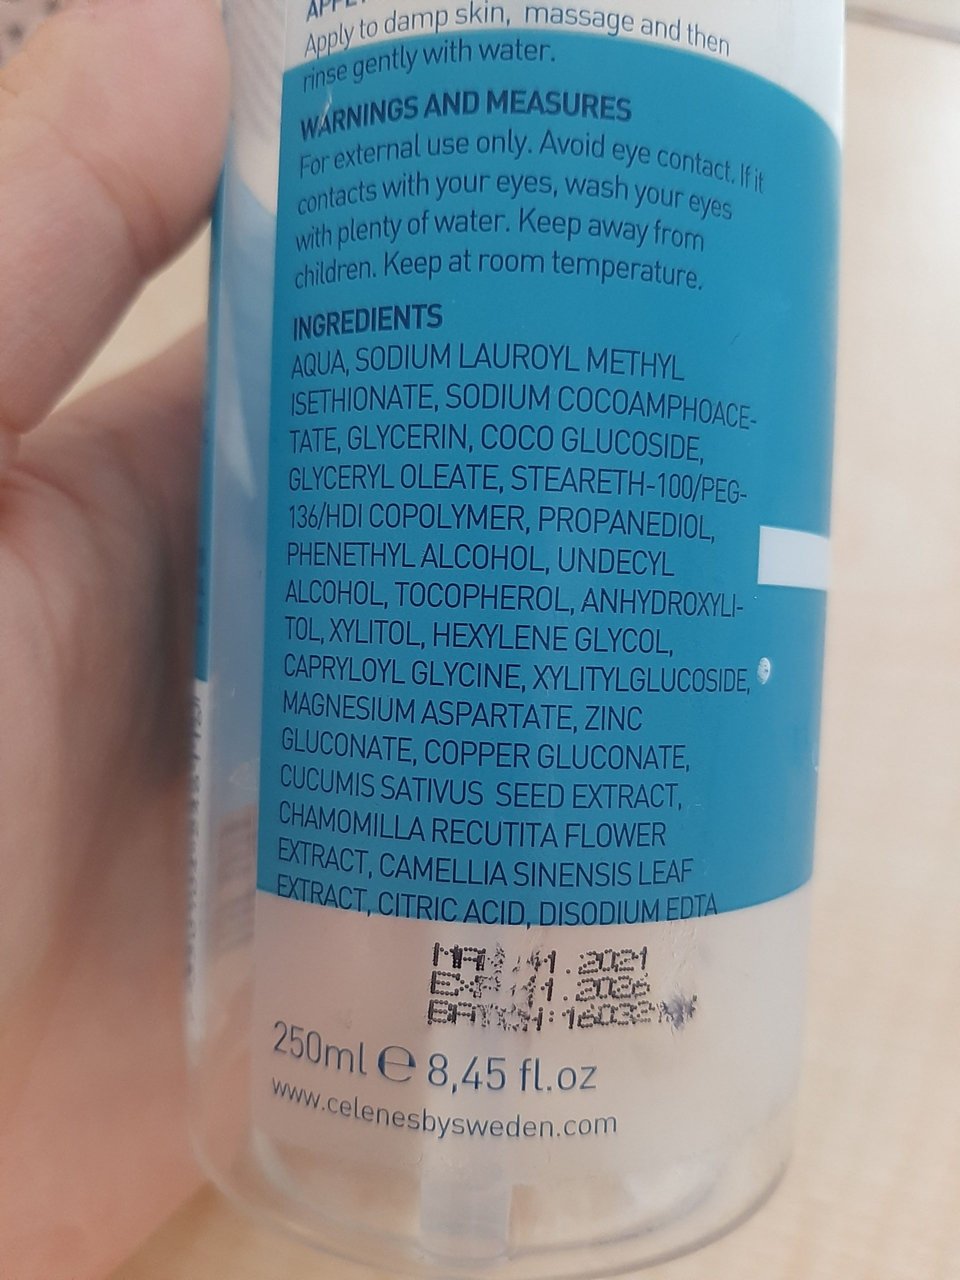 Apply to damp skin, massage and then
rinse gently with water.
WARNINGS AND MEASURES
For external use only. Avoid eye contact. If it
contacts with your eyes, wash your eyes
with plenty of water. Keep away from
children. Keep at room temperature.
INGREDIENTS
AQUA, SODIUM LAUROYL METHYL
ISETHIONATE, SODIUM COCOAMPHOACE-
TATE, GLYCERIN, COCO GLUCOSIDE,
GLYCERYL OLEATE, STEARETH-100/PEG-
136/HDI COPOLYMER, PROPANEDIOL,
PHENETHYL ALCOHOL, UNDECYL
ALCOHOL, TOCOPHEROL, ANHYDROXYLI-
TOL, XYLITOL, HEXYLENE GLYCOL,
CAPRYLOYL GLYCINE, XYLITYLGLUCOSIDE,
MAGNESIUM ASPARTATE, ZINC
GLUCONATE, COPPER GLUCONATE,
CUCUMIS SATIVUS SEED EXTRACT,
CHAMOMILLA RECUTITA FLOWER
EXTRACT, CAMELLIA SINENSIS LEAF
EXTRACT, CITRIC ACID, DISODIUM EDTA
.2021
.2026
BATCH:
250ml ℮ 8,45 fl.oz
www.celenesbysweden.com